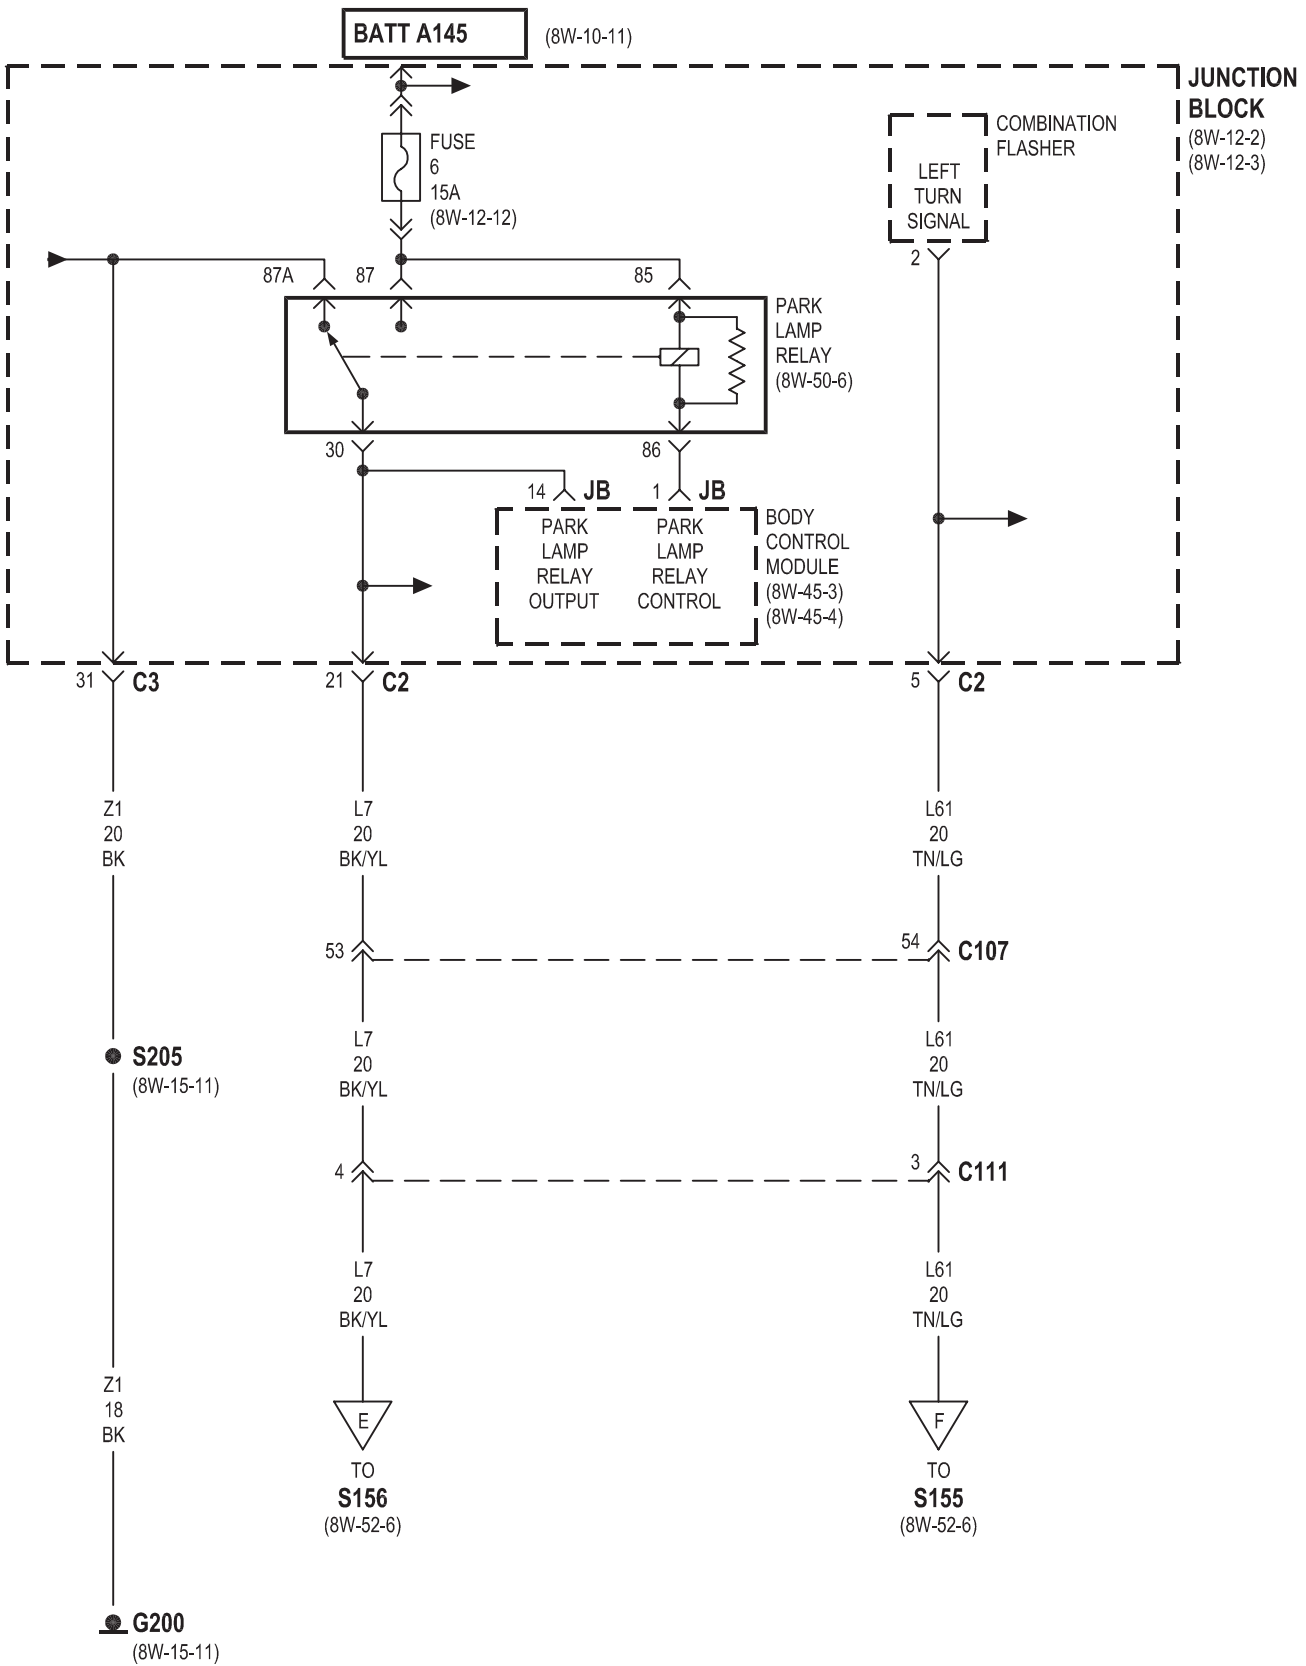 BATT A145
(8W-10-11)
JUNCTION
BLOCK
(8W-12-2)
(8W-12-3)
FUSE
6
15A
(8W-12-12)
COMBINATION
FLASHER
LEFT
TURN
SIGNAL
2
87A
87
85
PARK
LAMP
RELAY
(8W-50-6)
30
86
14
JB
1
JB
PARK
LAMP
RELAY
OUTPUT
PARK
LAMP
RELAY
CONTROL
BODY
CONTROL
MODULE
(8W-45-3)
(8W-45-4)
31
C3
21
C2
5
C2
Z1
20
BK
L7
20
BK/YL
L61
20
TN/LG
53
54
C107
S205
(8W-15-11)
L7
20
BK/YL
L61
20
TN/LG
4
3
C111
L7
20
BK/YL
L61
20
TN/LG
Z1
18
BK
E
TO
S156
(8W-52-6)
F
TO
S155
(8W-52-6)
G200
(8W-15-11)